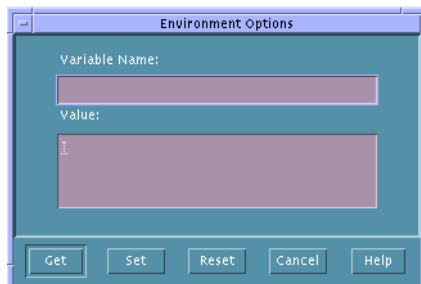 Environment Options
Variable Name:
Value:
Get Set Reset Cancel Help